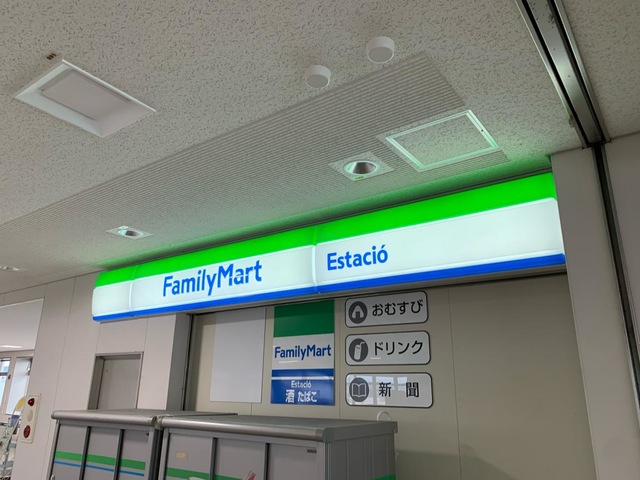 FamilyMart
Estació
FamilyMart
Estació
酒 たばこ
おむすび
ドリンク
新聞